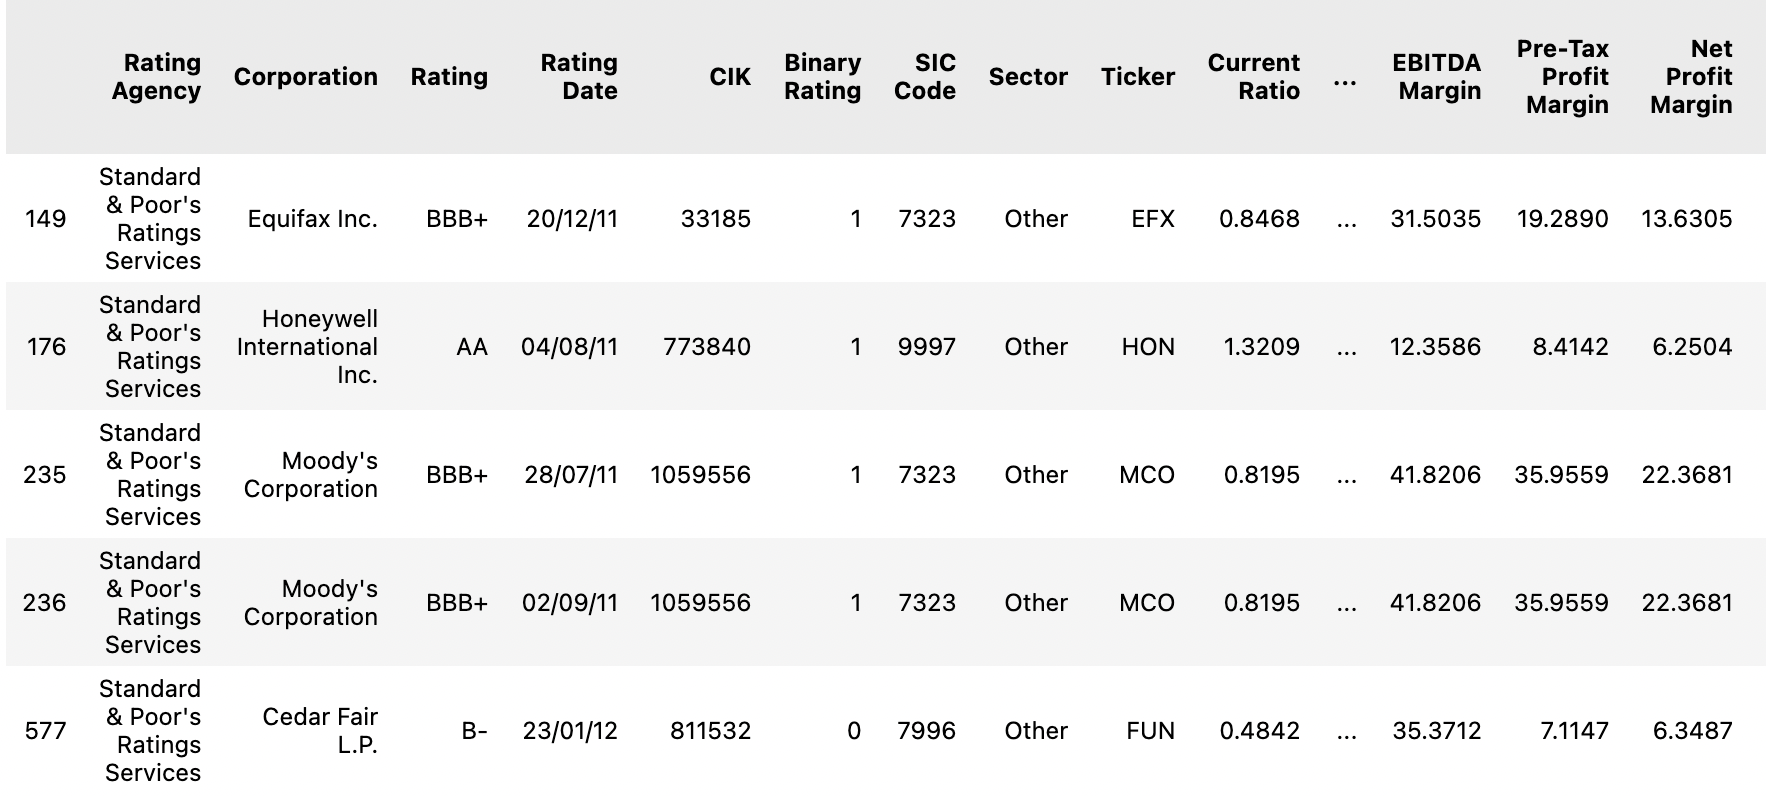 Rating Agency Corporation Rating Rating Date CIK Binary Rating SIC Code Sector Ticker Current Ratio ... EBITDA Margin Pre-Tax Profit Margin Net Profit Margin
149 Standard & Poor's Ratings Services Equifax Inc. BBB+ 20/12/11 33185 1 7323 Other EFX 0.8468 ... 31.5035 19.2890 13.6305
176 Standard & Poor's Ratings Services Honeywell International Inc. AA 04/08/11 773840 1 9997 Other HON 1.3209 ... 12.3586 8.4142 6.2504
235 Standard & Poor's Ratings Services Moody's Corporation BBB+ 28/07/11 1059556 1 7323 Other MCO 0.8195 ... 41.8206 35.9559 22.3681
236 Standard & Poor's Ratings Services Moody's Corporation BBB+ 02/09/11 1059556 1 7323 Other MCO 0.8195 ... 41.8206 35.9559 22.3681
577 Standard & Poor's Ratings Services Cedar Fair L.P. B- 23/01/12 811532 0 7996 Other FUN 0.4842 ... 35.3712 7.1147 6.3487